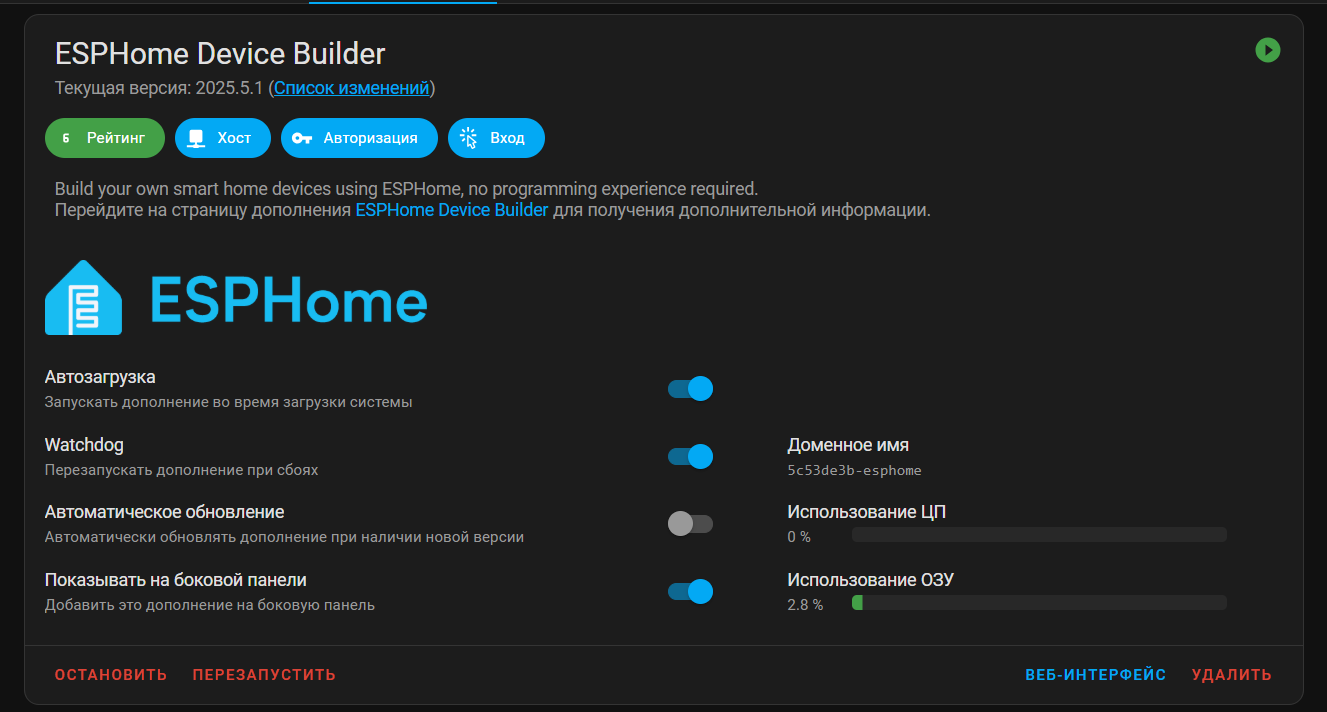 ESPHome Device Builder
Текущая версия: 2025.5.1 (Список изменений)
6 Рейтинг Хост Авторизация Вход
Build your own smart home devices using ESPHome, no programming experience required.
Перейдите на страницу дополнения ESPHome Device Builder для получения дополнительной информации.
ESPHome
Автозагрузка
Запускать дополнение во время загрузки системы
Watchdog
Перезапускать дополнение при сбоях
Доменное имя
5c53de3b-esphome
Автоматическое обновление
Автоматически обновлять дополнение при наличии новой версии
Использование ЦП
0 %
Показывать на боковой панели
Добавить это дополнение на боковую панель
Использование ОЗУ
2.8 %
ОСТАНОВИТЬ ПЕРЕЗАПУСТИТЬ ВЕБ-ИНТЕРФЕЙС УДАЛИТЬ